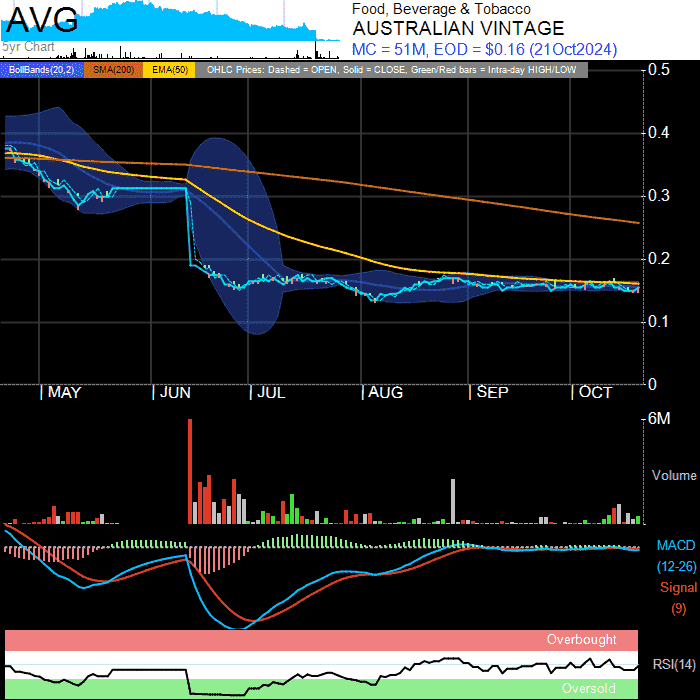 AVG
Food, Beverage & Tobacco
AUSTRALIAN VINTAGE
5yr Chart
MC = 51M, EOD = $0.16 (21Oct2024)
BollBands(20,2) SMA(200) EMA(50) OHLC Prices: Dashed = OPEN, Solid = CLOSE, Green/Red bars = Intra-day HIGH/LOW
0.5
0.4
0.3
0.2
0.1
0
MAY JUN JUL AUG SEP OCT
6M
Volume
MACD
(12-26)
Signal
(9)
Overbought
RSI(14)
Oversold